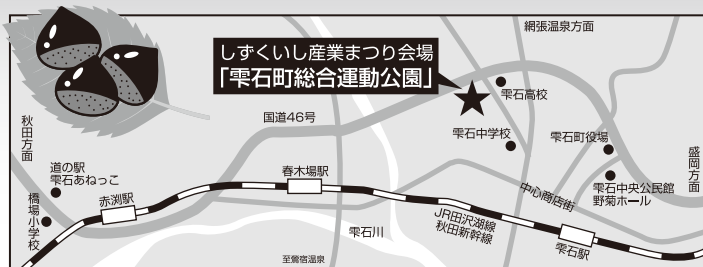 網張温泉方面
しずくいし産業まつり会場
「雫石町総合運動公園」
雫石高校
国道46号
雫石中学校
雫石町役場
秋田方面
盛岡方面
道の駅
雫石あねっこ
春木場駅
雫石中央公民館
野菊ホール
赤渕駅
中心商店街
橋場小学校
JR田沢湖線
秋田新幹線
雫石川
雫石駅
至鶯宿温泉